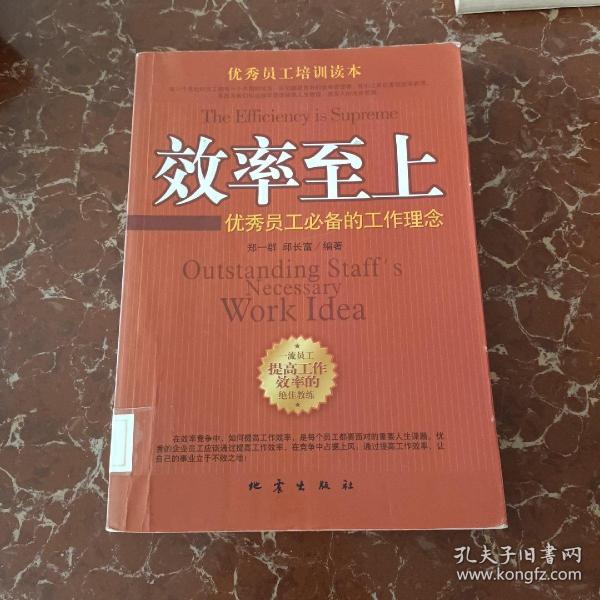 优秀员工培训读本
The Efficiency is Supreme
效率至上
优秀员工必备的工作理念
郑一群 邱长富/编著
Outstanding Staff's
Necessary
Work Idea
一流员工
提高工作
效率的
绝佳教练
在效率竞争中，如何提高工作效率，是每个员工都要面对的重要人生课题。优
秀的企业员工应该通过提高工作效率，在竞争中占据上风；通过提高工作效率，让
自己的事业立于不败之地！
地震出版社
孔夫子旧书网
www.kongfz.com